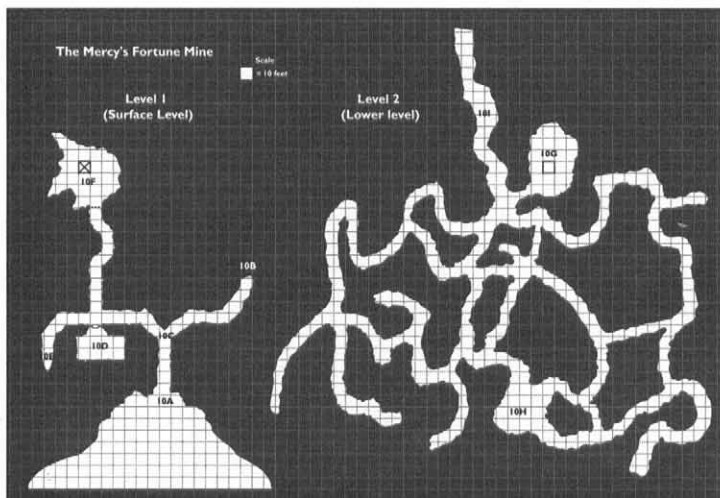 The Mercy's Fortune Mine
Scale
= 10 feet
Level 1
(Surface Level)
Level 2
(Lower level)
10I
10G
10F
10B
10C
10E
10D
10A
10H